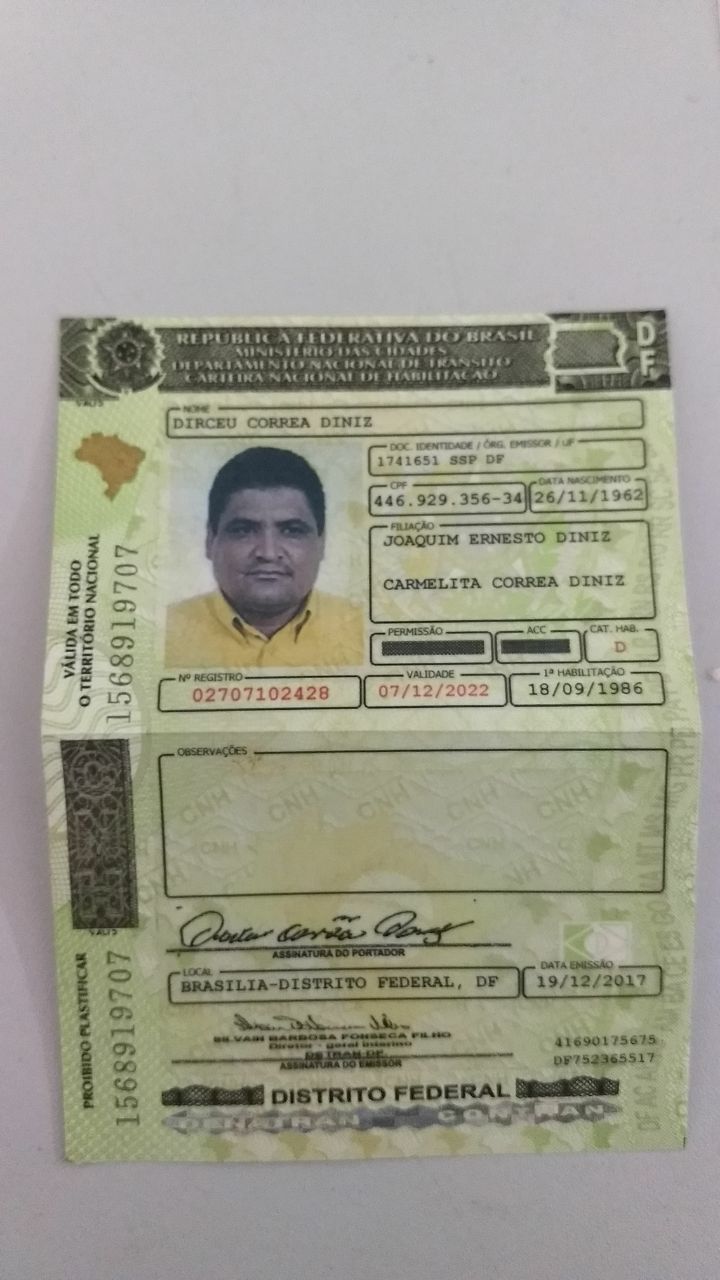 REPÚBLICA FEDERATIVA DO BRASIL
MINISTÉRIO DAS CIDADES
DEPARTAMENTO NACIONAL DE TRÂNSITO
CARTEIRA NACIONAL DE HABILITAÇÃO
DF
NOME
DIRCEU CORREA DINIZ
DOC. IDENTIDADE / ÓRG. EMISSOR / UF
1741651 SSP DF
CPF
446.929.356-34
DATA NASCIMENTO
26/11/1962
FILIAÇÃO
JOAQUIM ERNESTO DINIZ
CARMELITA CORREA DINIZ
PERMISSÃO
ACC
CAT. HAB.
D
Nº REGISTRO
02707102428
VALIDADE
07/12/2022
1ª HABILITAÇÃO
18/09/1986
VÁLIDA EM TODO
O TERRITÓRIO NACIONAL
1568919707
OBSERVAÇÕES
CNH CNH CNH CNH
ASSINATURA DO PORTADOR
LOCAL
BRASILIA-DISTRITO FEDERAL, DF
DATA EMISSÃO
19/12/2017
SILVAIN BARBOSA FONSECA FILHO
Diretor - geral interino
DETRAN-DF
ASSINATURA DO EMISSOR
41690175675
DF752365517
PROIBIDO PLASTIFICAR
1568919707
DISTRITO FEDERAL
DENATRAN CONTRAN